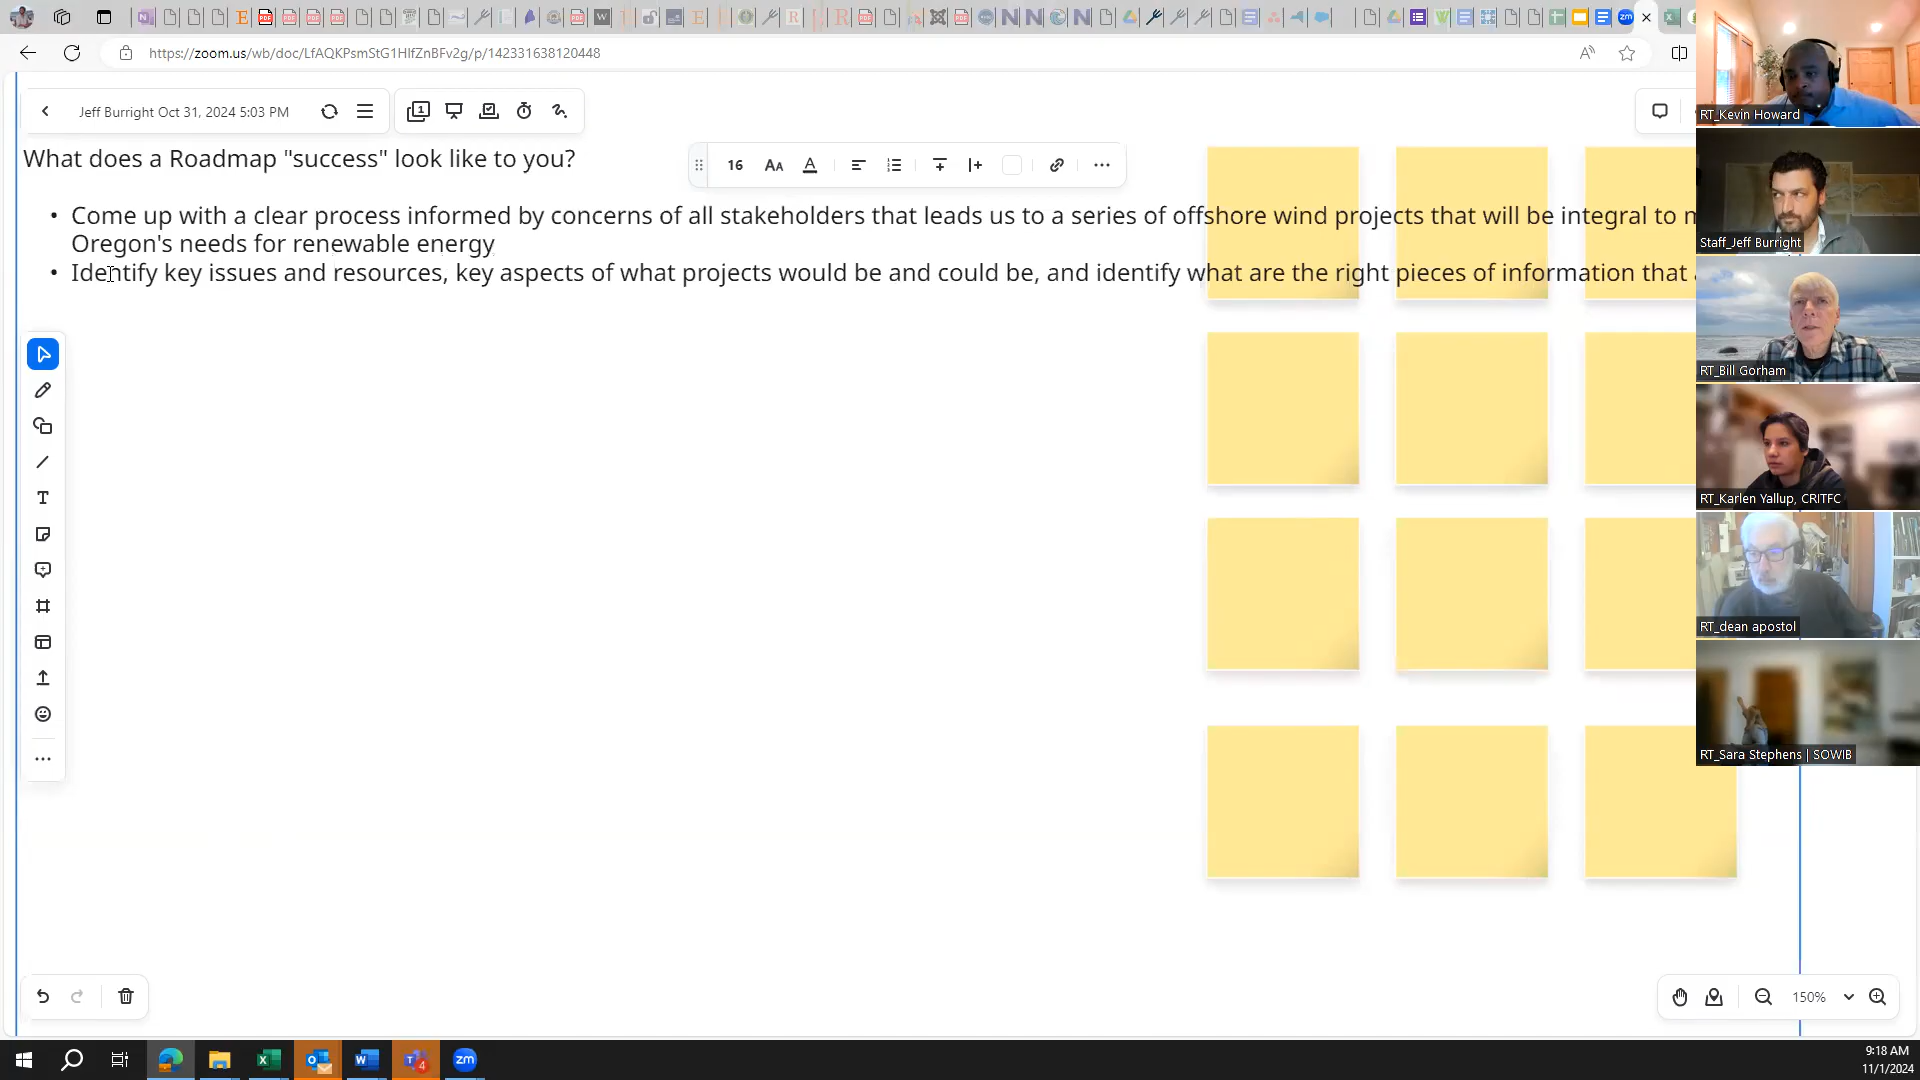 https://zoom.us/wb/doc/LfAQKPsmStG1HIfZnBFv2g/p/142331638120448
Jeff Burright Oct 31, 2024 5:03 PM
What does a Roadmap "success" look like to you?
16
• Come up with a clear process informed by concerns of all stakeholders that leads us to a series of offshore wind projects that will be integral to
Oregon's needs for renewable energy
• Identify key issues and resources, key aspects of what projects would be and could be, and identify what are the right pieces of information that
RT_Kevin Howard
Staff_Jeff Burright
RT_Bill Gorham
RT_Karlen Yallup, CRITFC
RT_dean apostol
RT_Sara Stephens | SOWIB
150%
9:18 AM
11/1/2024